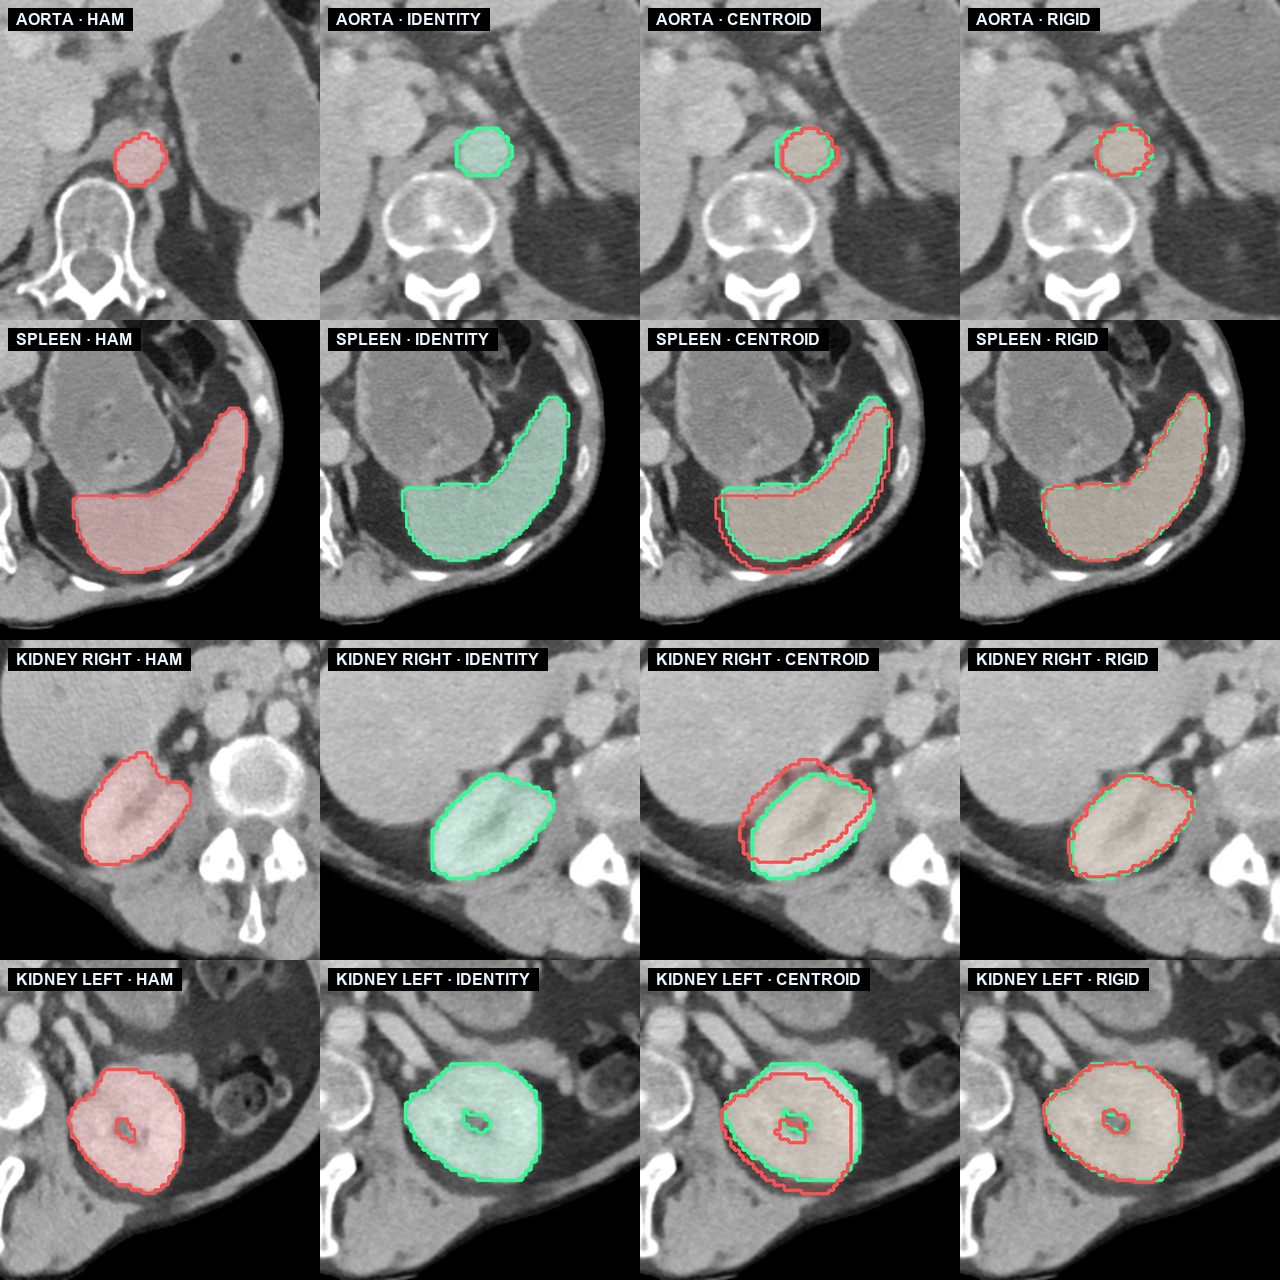 AORTA · HAM
AORTA · IDENTITY
AORTA · CENTROID
AORTA · RIGID
SPLEEN · HAM
SPLEEN · IDENTITY
SPLEEN · CENTROID
SPLEEN · RIGID
KIDNEY RIGHT · HAM
KIDNEY RIGHT · IDENTITY
KIDNEY RIGHT · CENTROID
KIDNEY RIGHT · RIGID
KIDNEY LEFT · HAM
KIDNEY LEFT · IDENTITY
KIDNEY LEFT · CENTROID
KIDNEY LEFT · RIGID